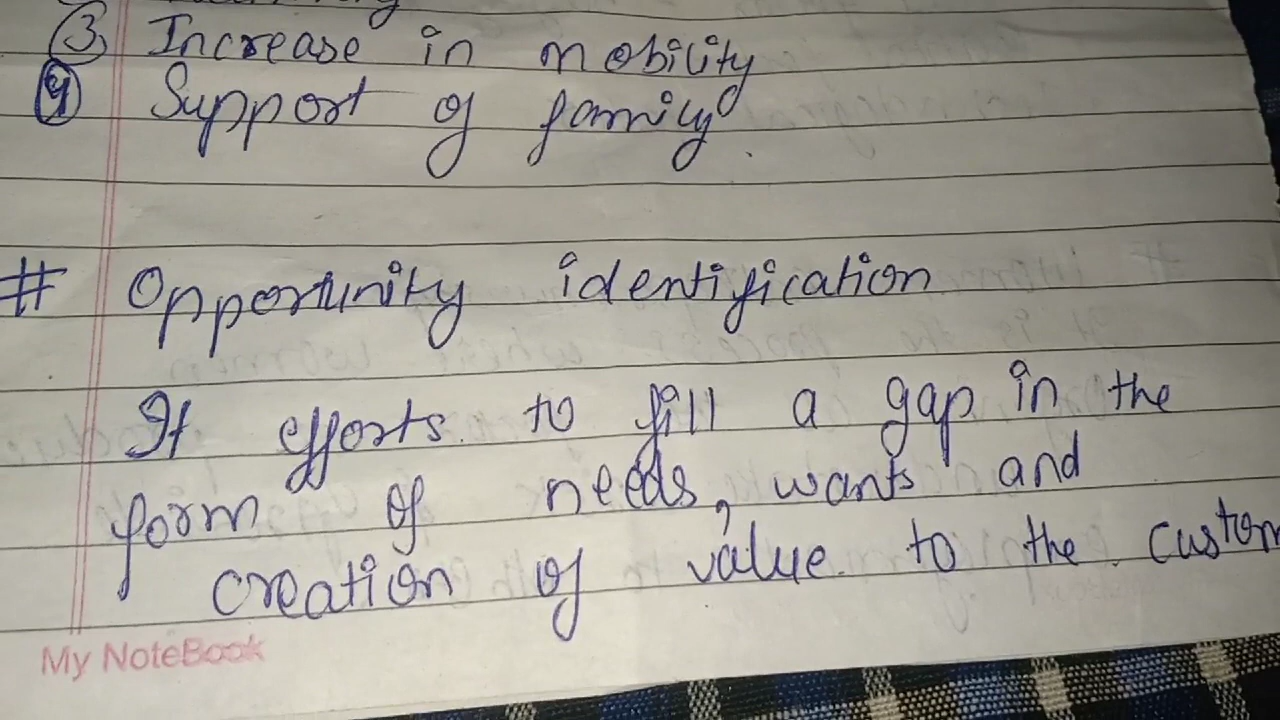 ③ Increase in mobility
④ Support of family.
# Opportunity identification
It efforts to fill a gap in the
form of needs, wants and
creation of value to the custom
My NoteBook